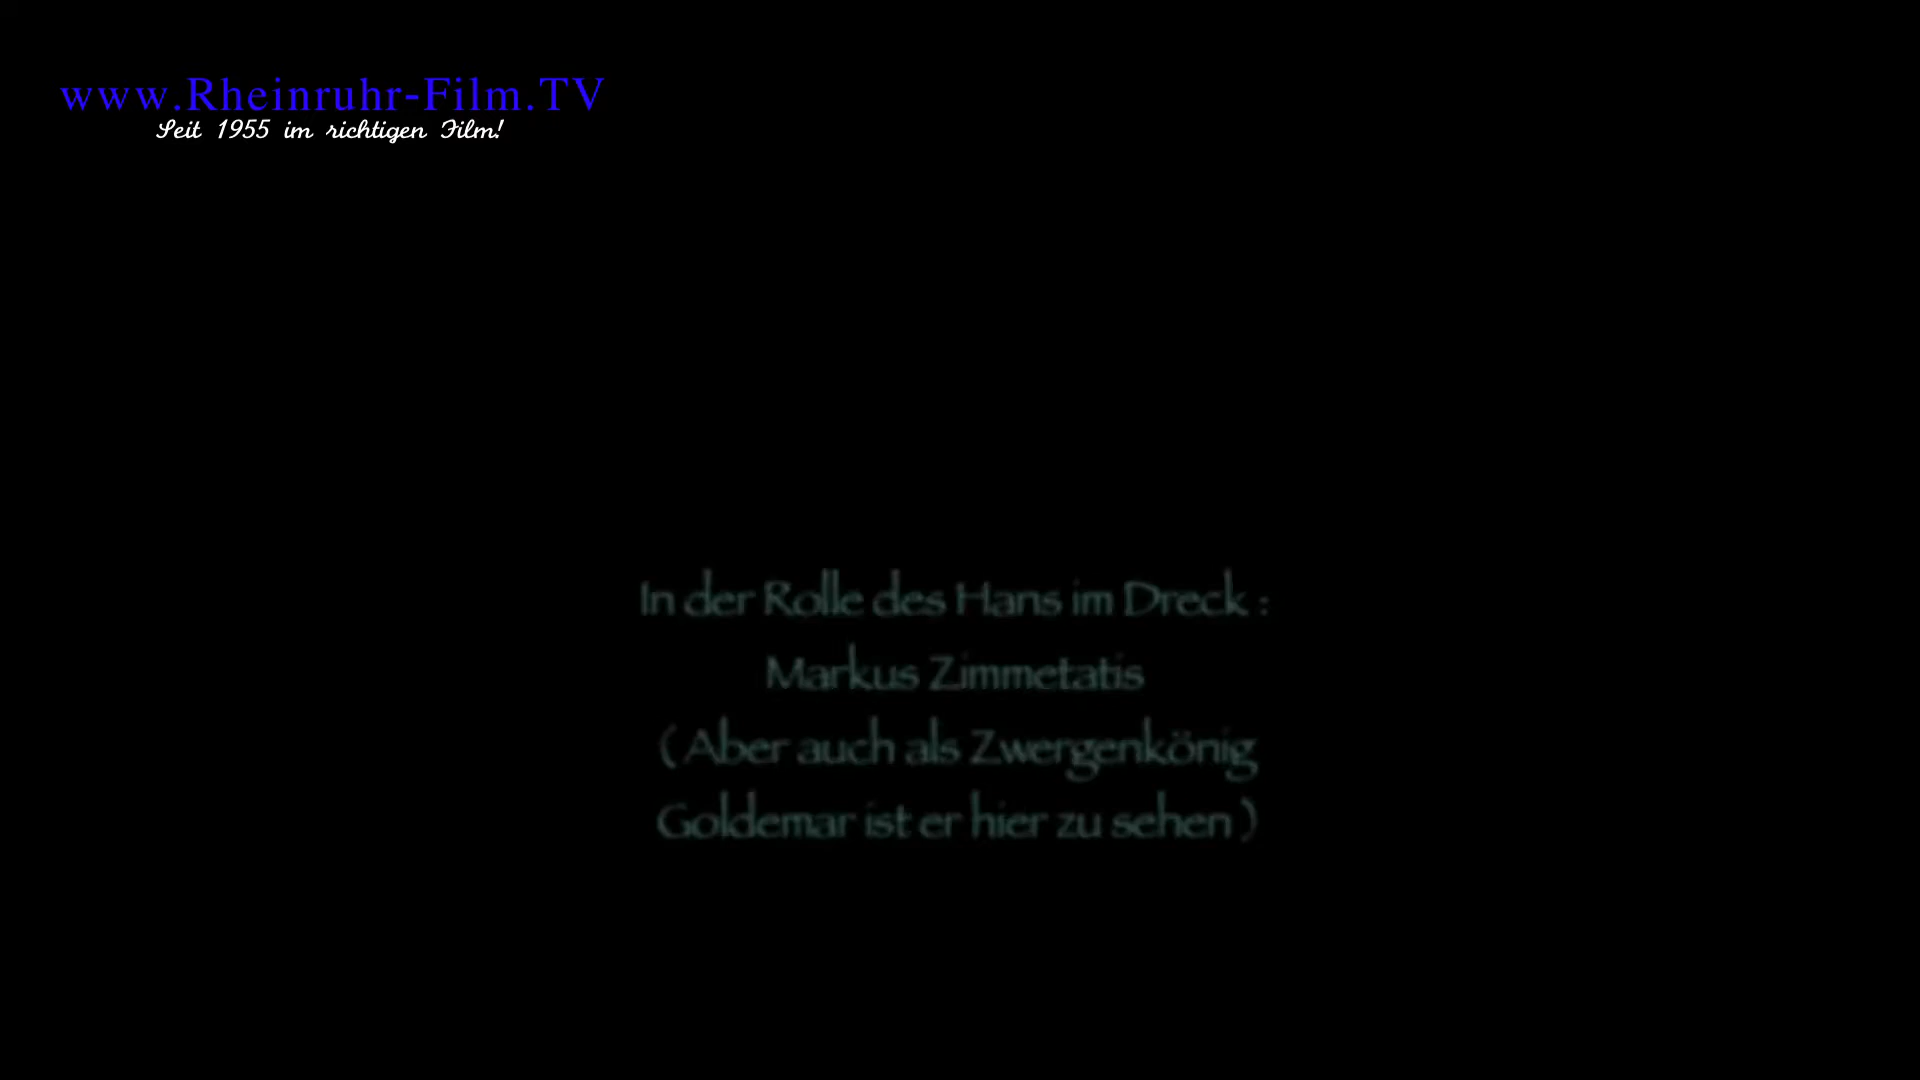 www.Rheinruhr-Film.TV
Seit 1955 im richtigen Film!
In der Rolle des Hans im Dreck :
Markus Zimmetatis
( Aber auch als Zwergenkönig
Goldemar ist er hier zu sehen )